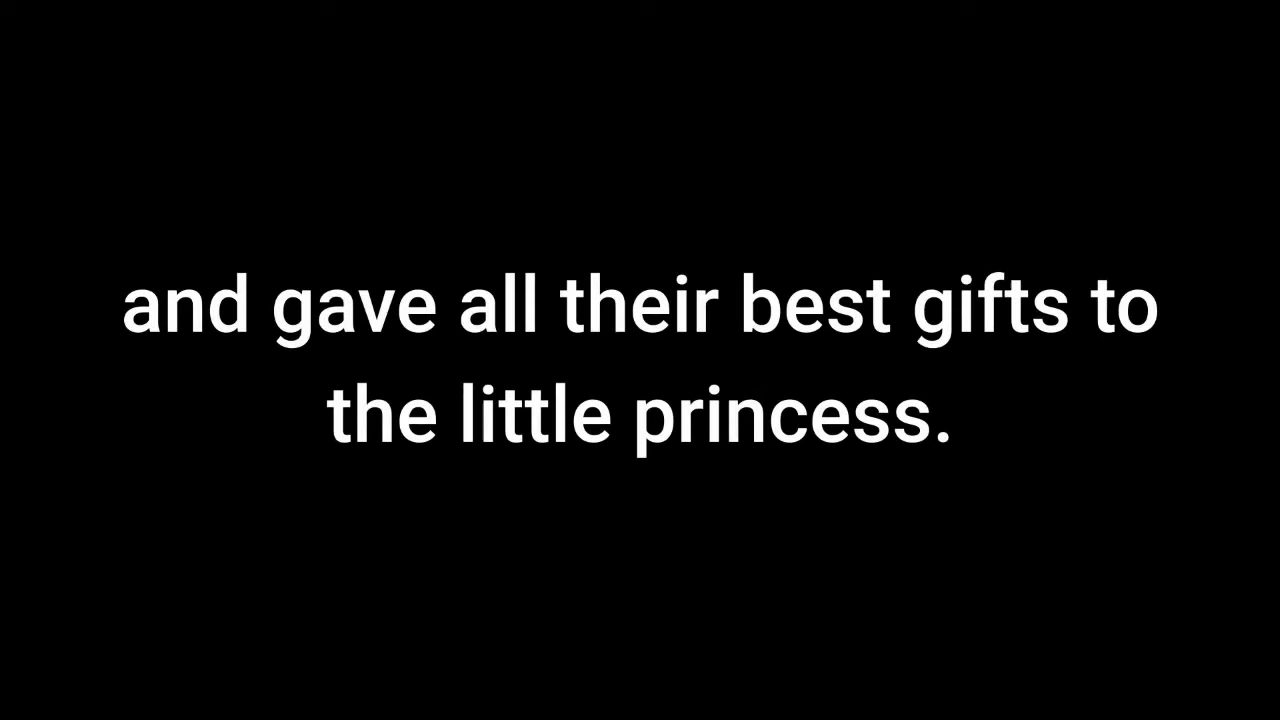 and gave all their best gifts to
the little princess.